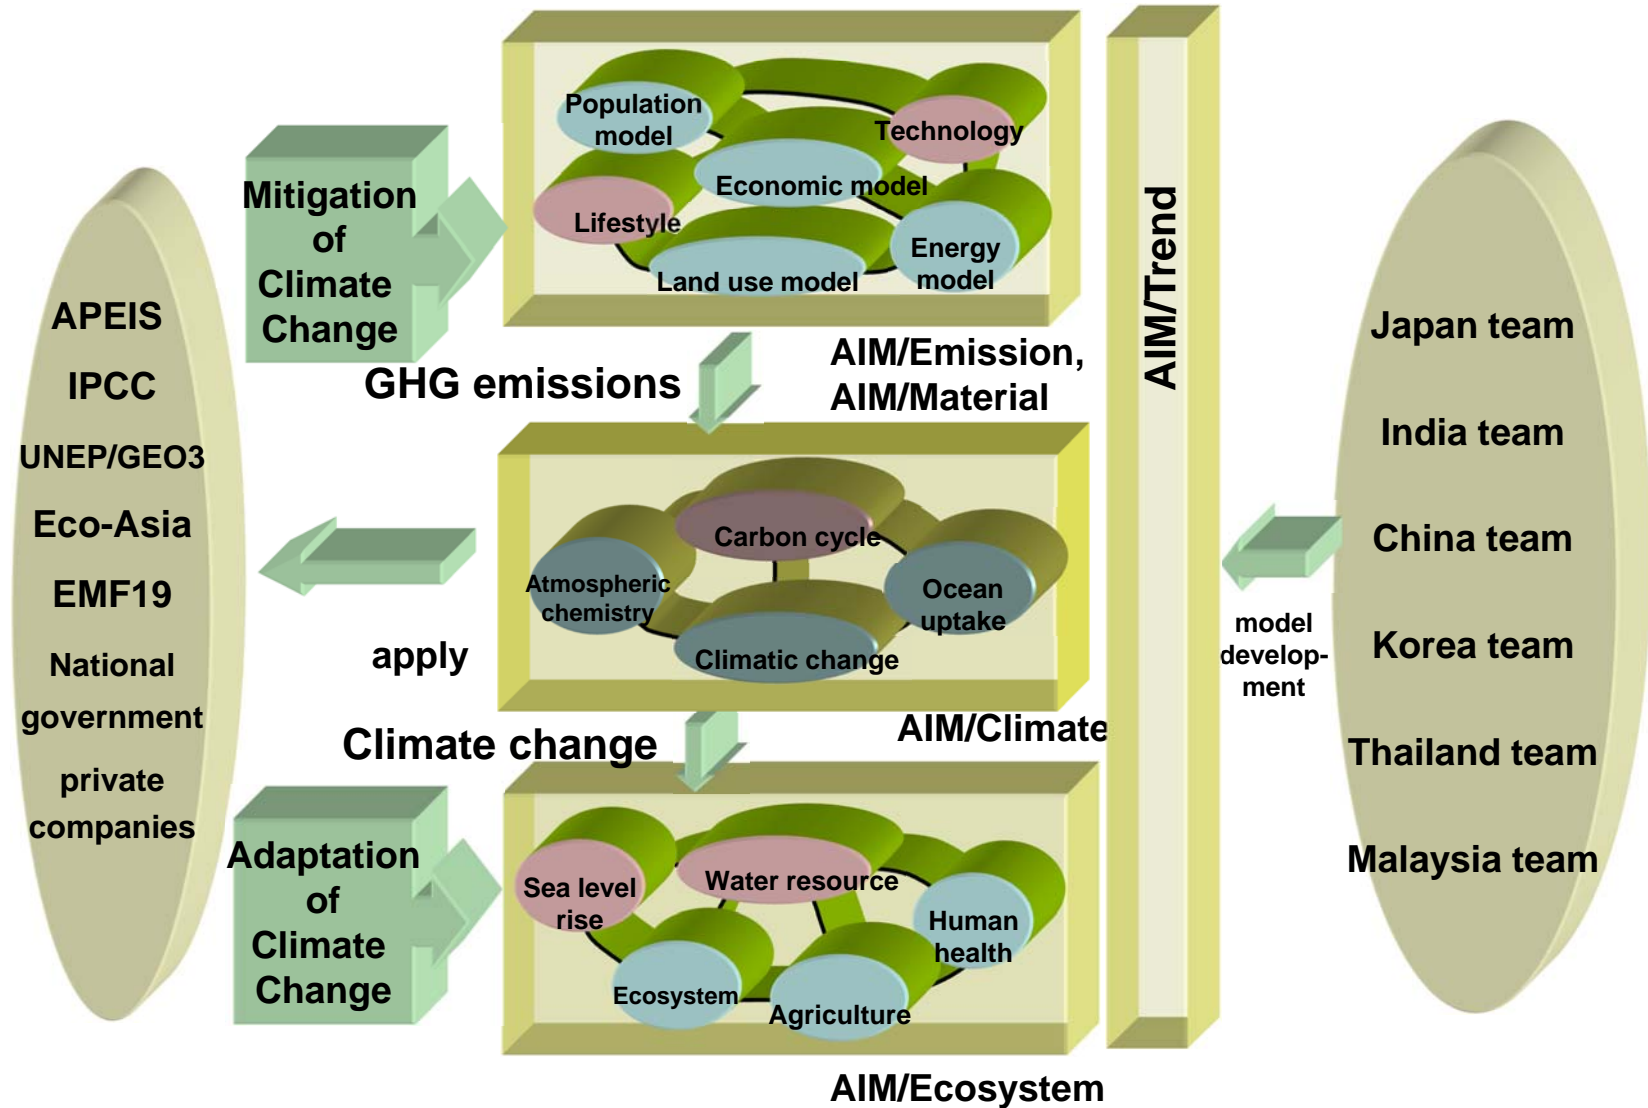 APEIS
IPCC
UNEP/GEO3
Eco-Asia
EMF19
National
government
private
companies
Mitigation
of
Climate
Change
Population
model
Technology
Economic model
Lifestyle
Energy
model
Land use model
AIM/Emission,
AIM/Material
GHG emissions
Carbon cycle
Atmospheric
chemistry
Ocean
uptake
Climatic change
apply
AIM/Climate
Climate change
Adaptation
of
Climate
Change
Sea level
rise
Water resource
Human
health
Ecosystem
Agriculture
AIM/Ecosystem
AIM/Trend
model
develop-
ment
Japan team
India team
China team
Korea team
Thailand team
Malaysia team